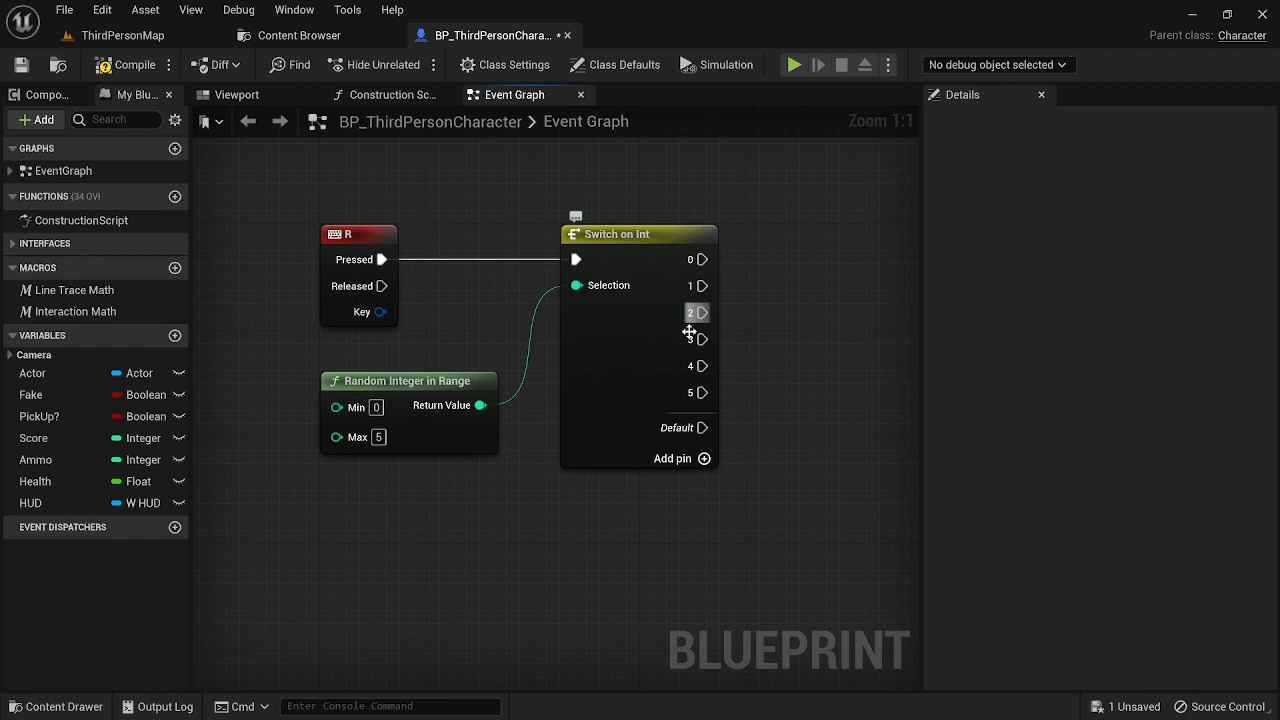 File Edit Asset View Debug Window Tools Help
ThirdPersonMap Content Browser BP_ThirdPersonChara... *
Parent class: Character
Compile Diff Find Hide Unrelated Class Settings Class Defaults Simulation No debug object selected
Compo... My Blu... Viewport Construction Sc... Event Graph Details
Add Search BP_ThirdPersonCharacter > Event Graph Zoom 1:1
GRAPHS
EventGraph
FUNCTIONS (34 OVI
ConstructionScript
INTERFACES
MACROS
Line Trace Math
Interaction Math
VARIABLES
Camera
Actor Actor
Fake Boolean
PickUp? Boolean
Score Integer
Ammo Integer
Health Float
HUD W HUD
EVENT DISPATCHERS
R
Pressed
Released
Key
Random Integer in Range
Min 0 Return Value
Max 5
Switch on Int
0
Selection 1
2
3
4
5
Default
Add pin
BLUEPRINT
Content Drawer Output Log Cmd Enter Console Command 1 Unsaved Source Control